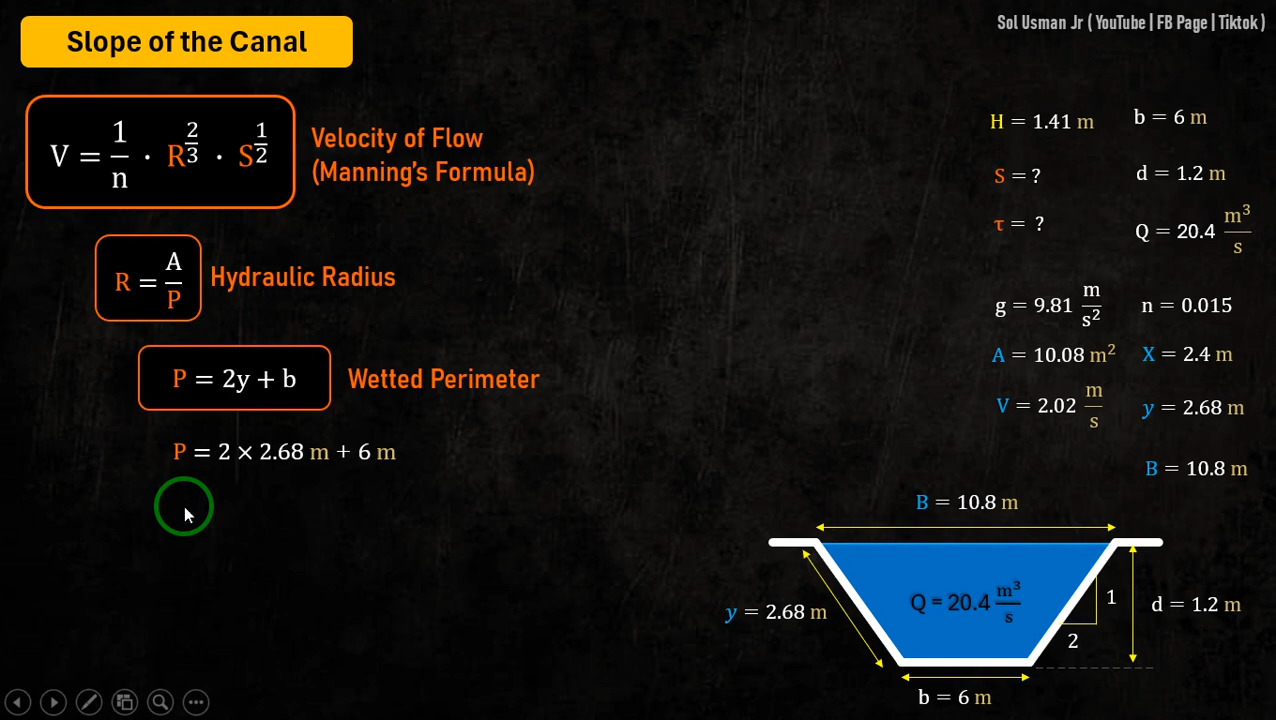 Sol Usman Jr ( YouTube | FB Page | Tiktok )
Slope of the Canal
V = 1/n · R^(2/3) · S^(1/2)
Velocity of Flow
(Manning's Formula)
R = A/P
Hydraulic Radius
P = 2y + b
Wetted Perimeter
P = 2 × 2.68 m + 6 m
H = 1.41 m
b = 6 m
S = ?
d = 1.2 m
τ = ?
Q = 20.4 m³/s
g = 9.81 m/s²
n = 0.015
A = 10.08 m²
X = 2.4 m
V = 2.02 m/s
y = 2.68 m
B = 10.8 m
B = 10.8 m
Q = 20.4 m³/s
1
2
y = 2.68 m
d = 1.2 m
b = 6 m